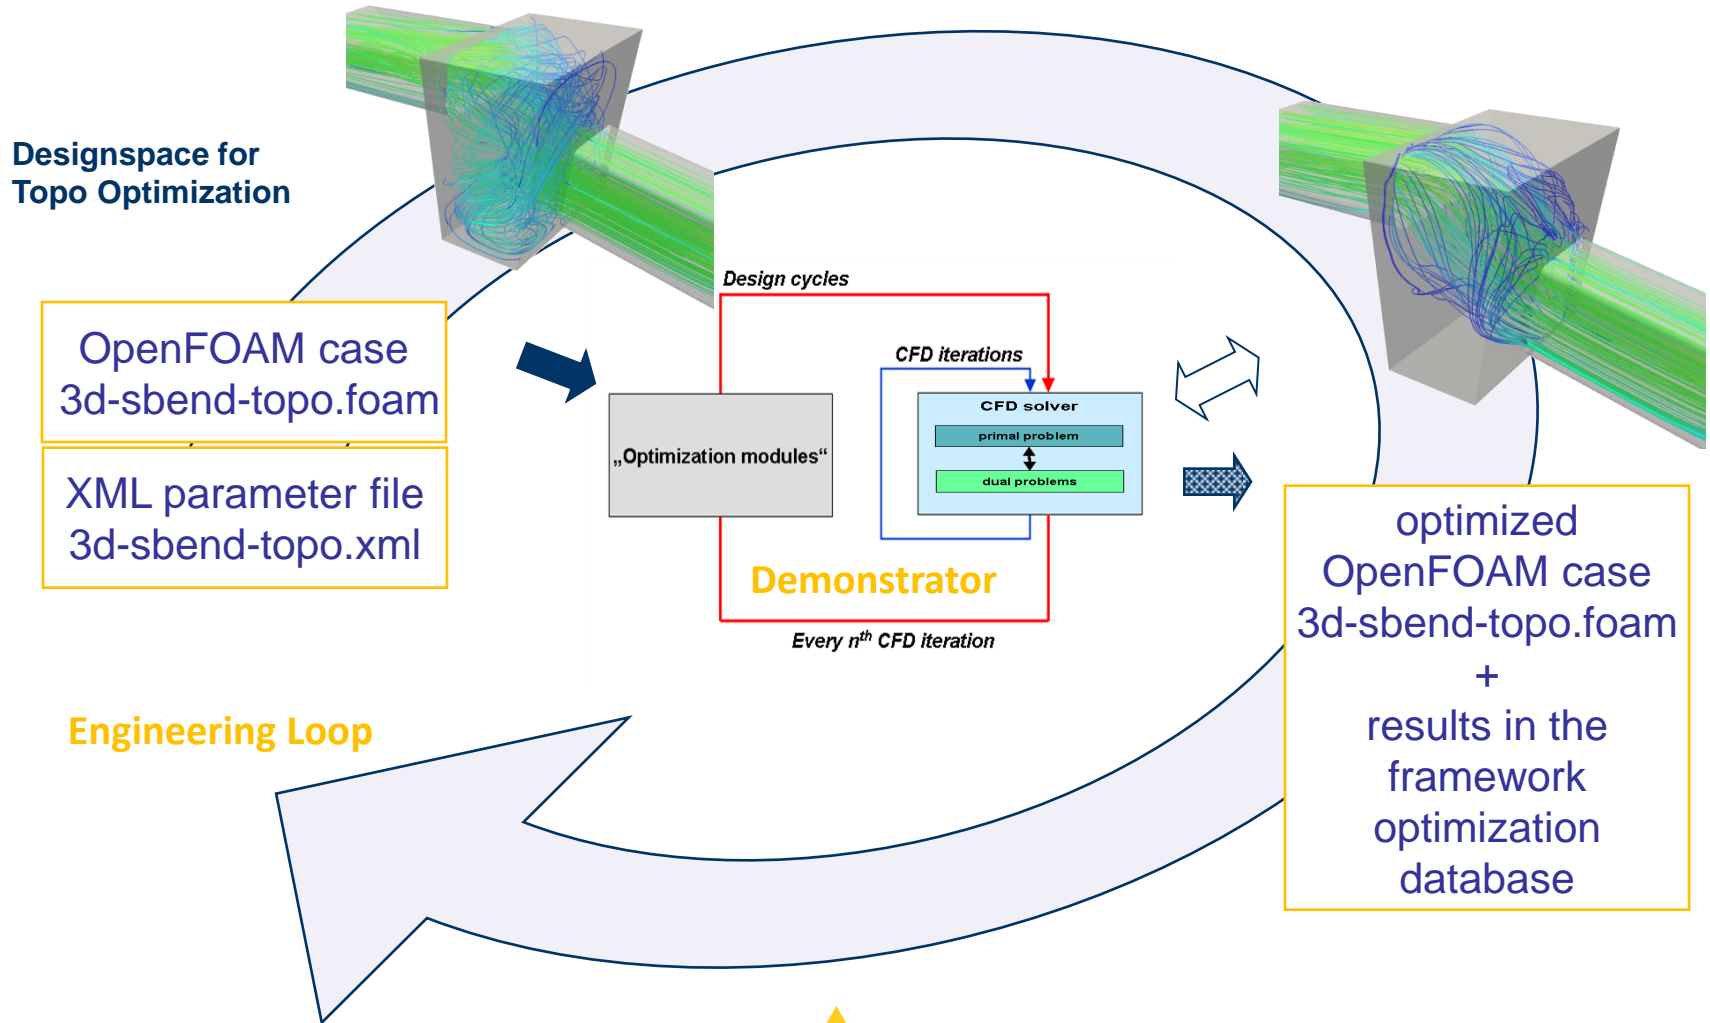 Designspace for
Topo Optimization
OpenFOAM case
3d-sbend-topo.foam
XML parameter file
3d-sbend-topo.xml
Engineering Loop
Design cycles
CFD iterations
„Optimization modules“
CFD solver
primal problem
dual problems
Demonstrator
Every nth CFD iteration
optimized
OpenFOAM case
3d-sbend-topo.foam
+
results in the
framework
optimization
database